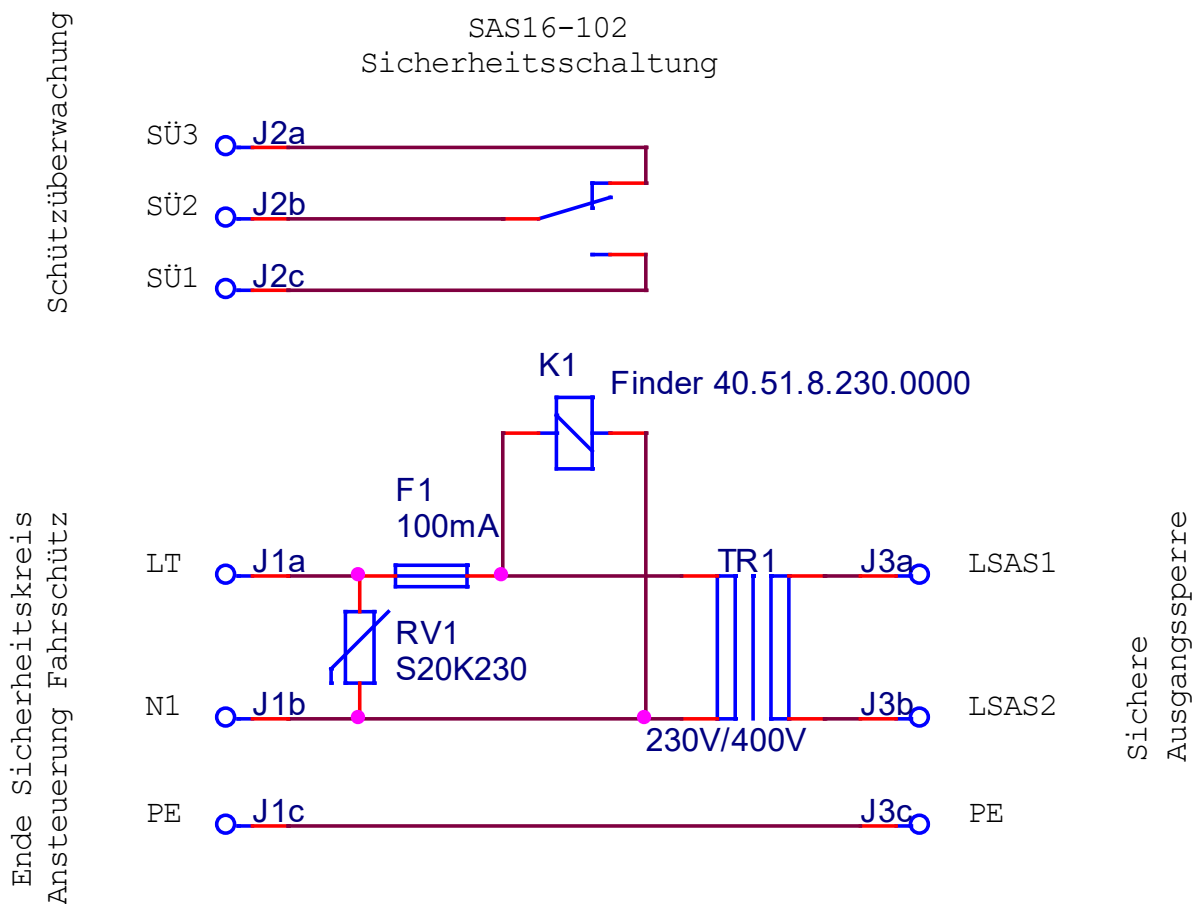 SAS16-102
Sicherheitsschaltung
Schützüberwachung
SÜ3 J2a
SÜ2 J2b
SÜ1 J2c
K1
Finder 40.51.8.230.0000
F1
100mA
Ende Sicherheitskreis
Ansteuerung Fahrschütz
LT J1a TR1 J3a LSAS1
RV1
S20K230
N1 J1b J3b LSAS2
230V/400V
Sichere
Ausgangssperre
PE J1c J3c PE